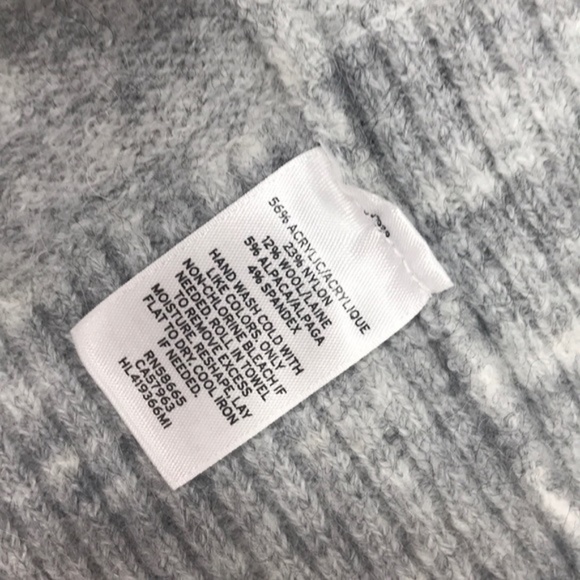 56% ACRYLIC/ACRYLIQUE
23% NYLON
12% WOOL/LAINE
5% ALPACA/ALPAGA
4% SPANDEX
HAND WASH COLD WITH
LIKE COLORS. ONLY
NON-CHLORINE BLEACH IF
NEEDED. ROLL IN TOWEL
TO REMOVE EXCESS
MOISTURE. RESHAPE, LAY
FLAT TO DRY. COOL IRON
IF NEEDED.
RN58665
CA57963
HL419366MI